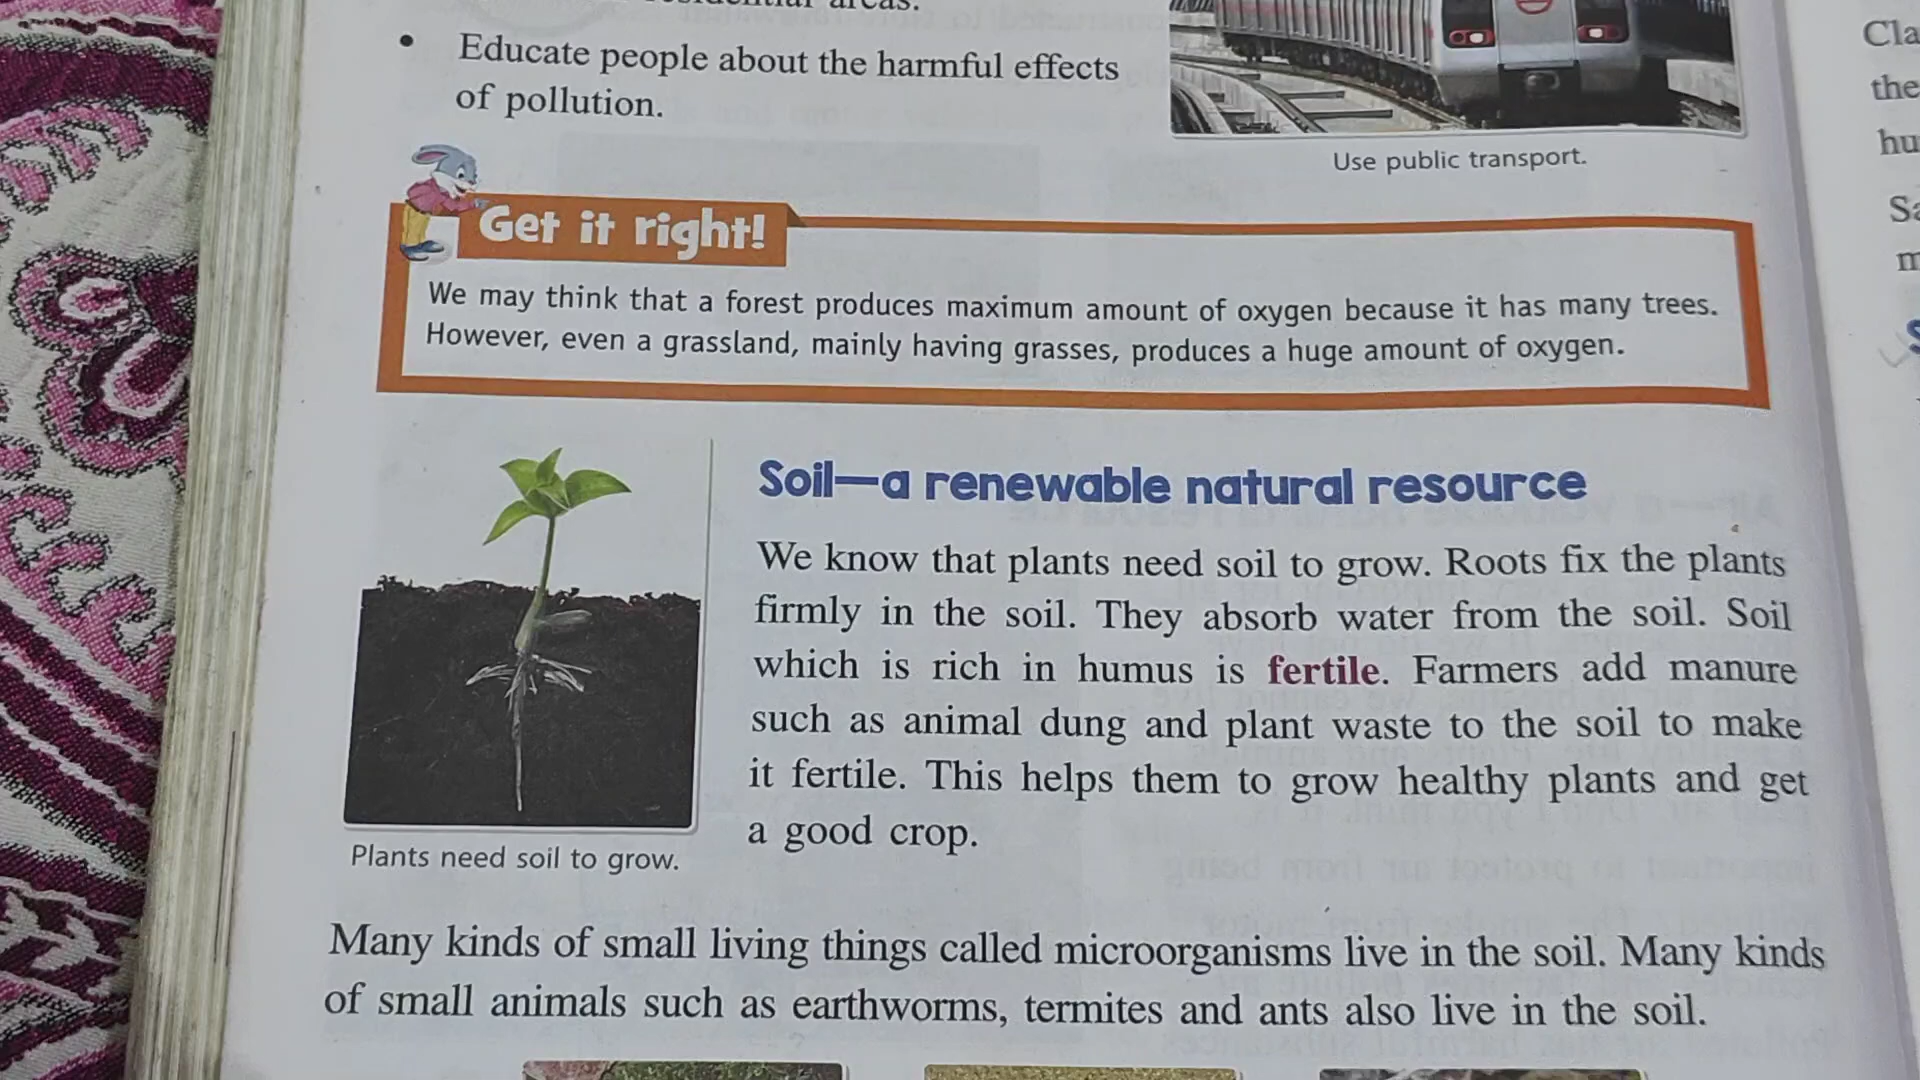 areas.
• Educate people about the harmful effects
of pollution.
Use public transport.
Get it right!
We may think that a forest produces maximum amount of oxygen because it has many trees.
However, even a grassland, mainly having grasses, produces a huge amount of oxygen.
Soil—a renewable natural resource
We know that plants need soil to grow. Roots fix the plants
firmly in the soil. They absorb water from the soil. Soil
which is rich in humus is fertile. Farmers add manure
such as animal dung and plant waste to the soil to make
it fertile. This helps them to grow healthy plants and get
a good crop.
Plants need soil to grow.
Many kinds of small living things called microorganisms live in the soil. Many kinds
of small animals such as earthworms, termites and ants also live in the soil.
Cla
the
hu